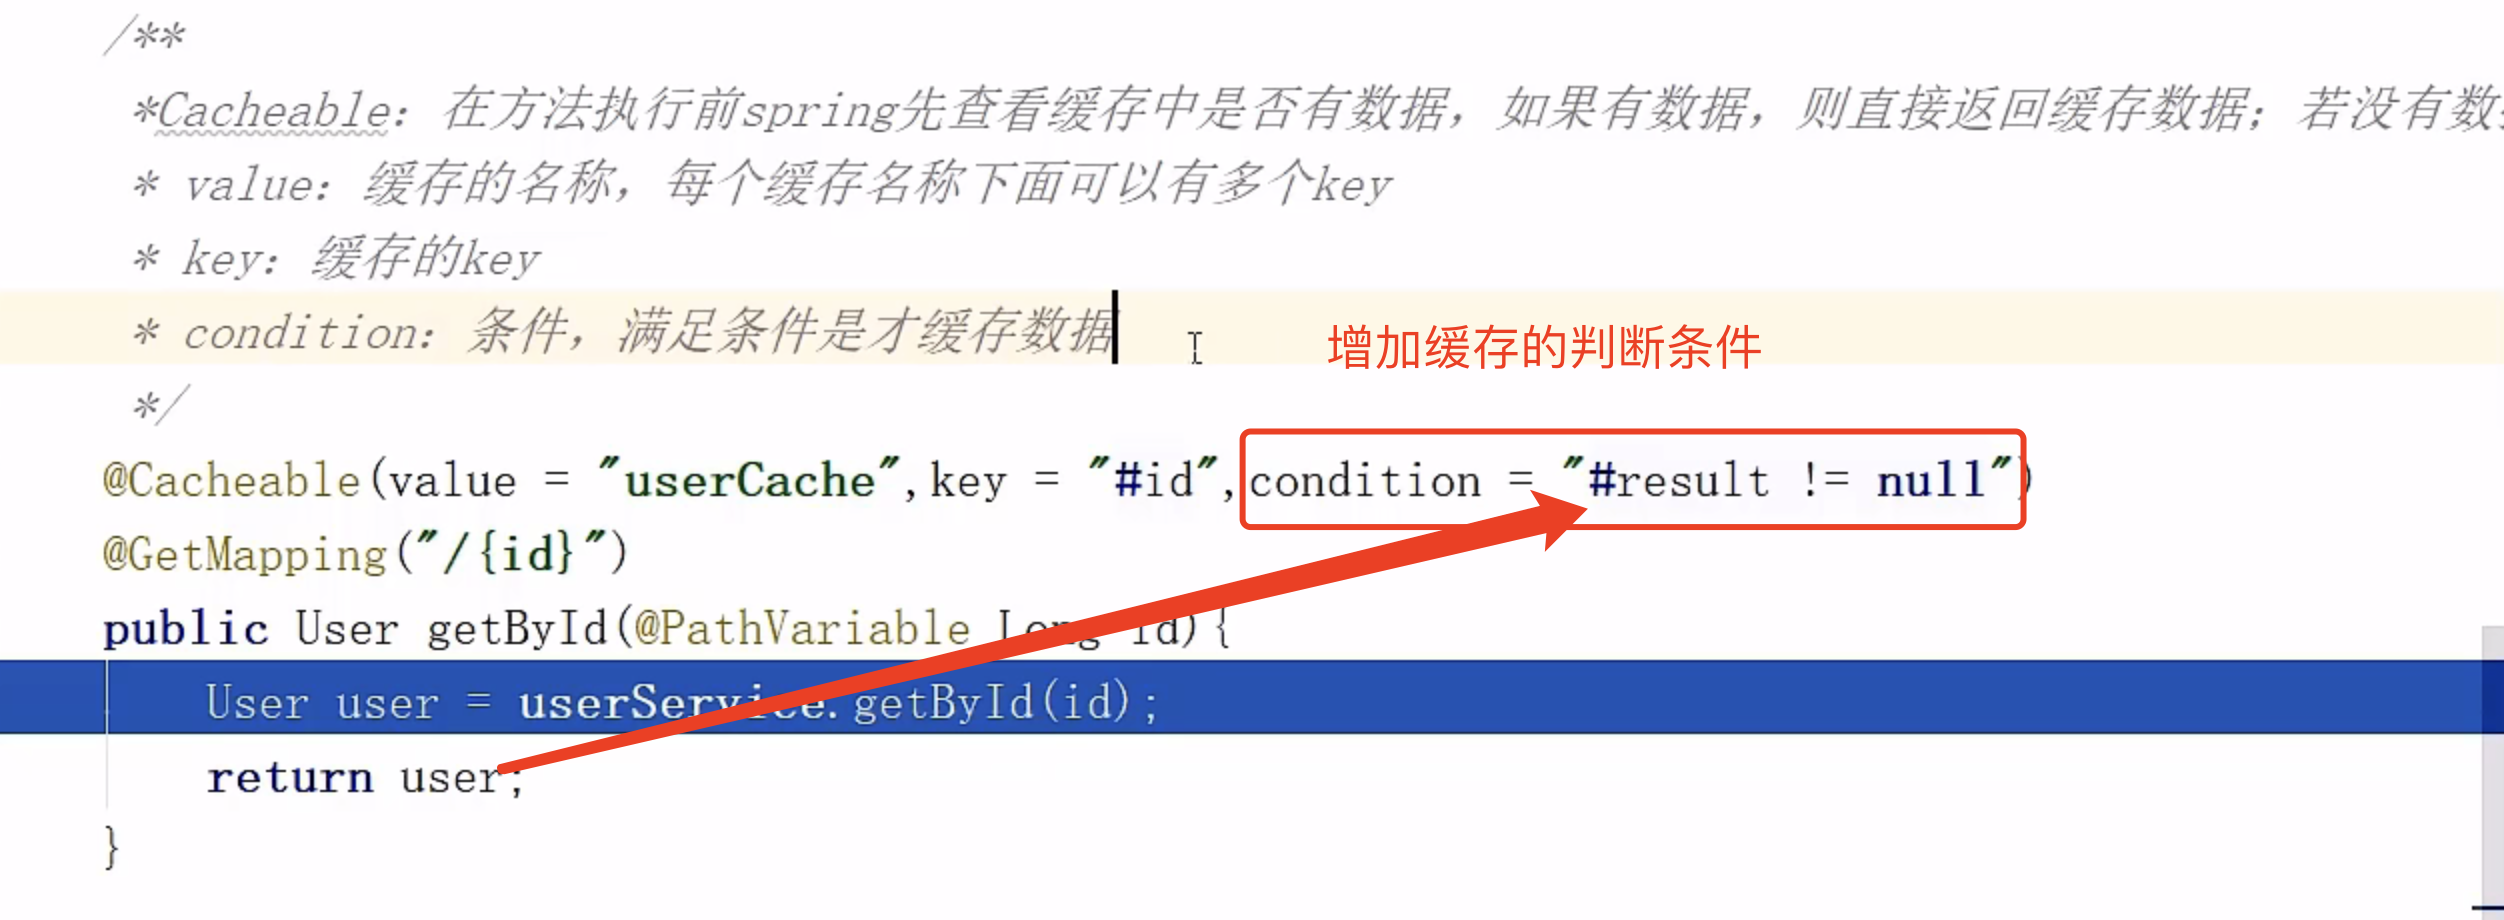 /**
*Cacheable：在方法执行前spring先查看缓存中是否有数据，如果有数据，则直接返回缓存数据；若没有数
* value：缓存的名称，每个缓存名称下面可以有多个key
* key：缓存的key
* condition：条件，满足条件是才缓存数据
增加缓存的判断条件
*/
@Cacheable(value = "userCache",key = "#id",condition = "#result != null")
@GetMapping("/{id}")
public User getById(@PathVariable Long id){
User user = userService.getById(id);
return user;
}